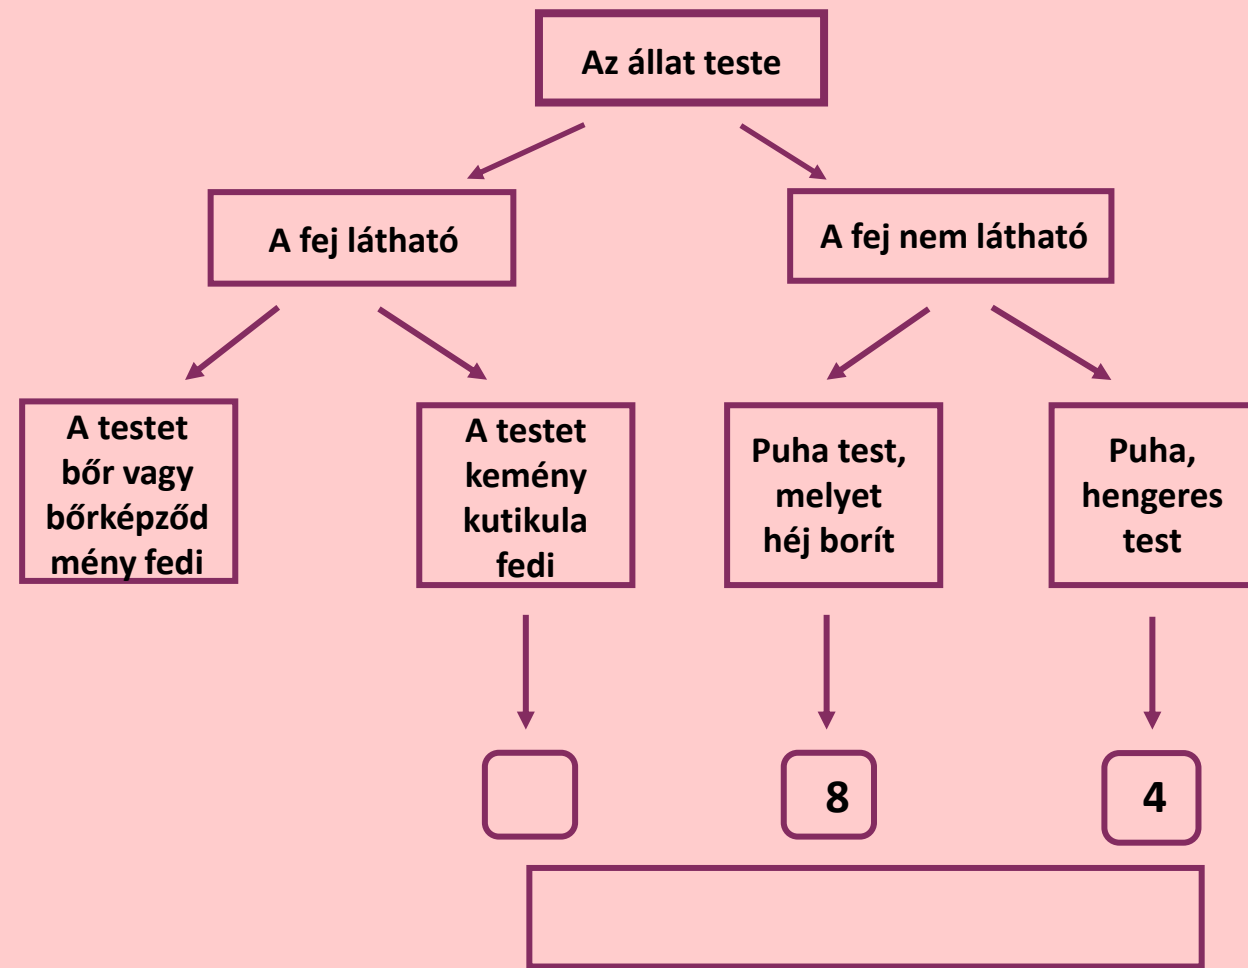 Az állat teste
A fej látható
A fej nem látható
A testet
bőr vagy
bőrképződ
mény fedi
A testet
kemény
kutikula
fedi
Puha test,
melyet
héj borít
Puha,
hengeres
test
8
4